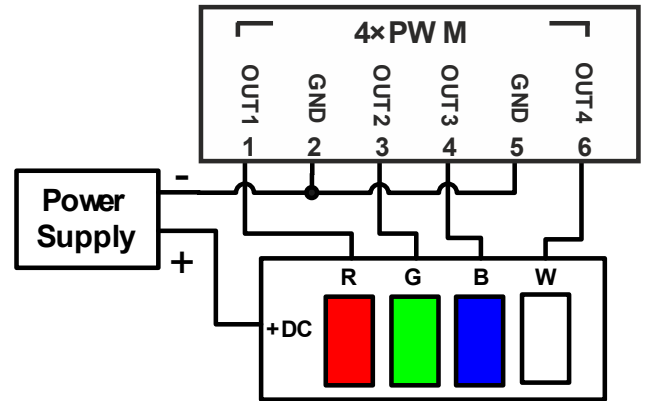 4×PW M
OUT1 GND OUT2 OUT3 GND OUT4
1 2 3 4 5 6
-
Power
Supply
+
R G B W
+DC